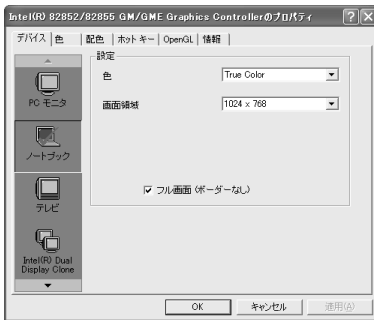 Intel(R) 82852/82855 GM/GME Graphics Controllerのプロパティ
デバイス 色 配色 ホット キー OpenGL 情報
設定
色 True Color
画面領域 1024 x 768
フル画面 (ボーダーなし)
PC モニタ
ノートブック
テレビ
Intel(R) Dual
Display Clone
OK キャンセル 適用(A)